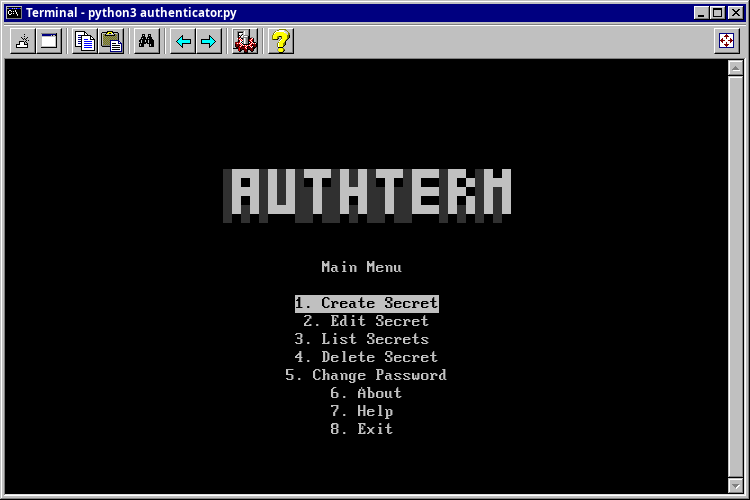 Terminal - python3 authenticator.py
AUTHTERM
Main Menu
1. Create Secret
2. Edit Secret
3. List Secrets
4. Delete Secret
5. Change Password
6. About
7. Help
8. Exit